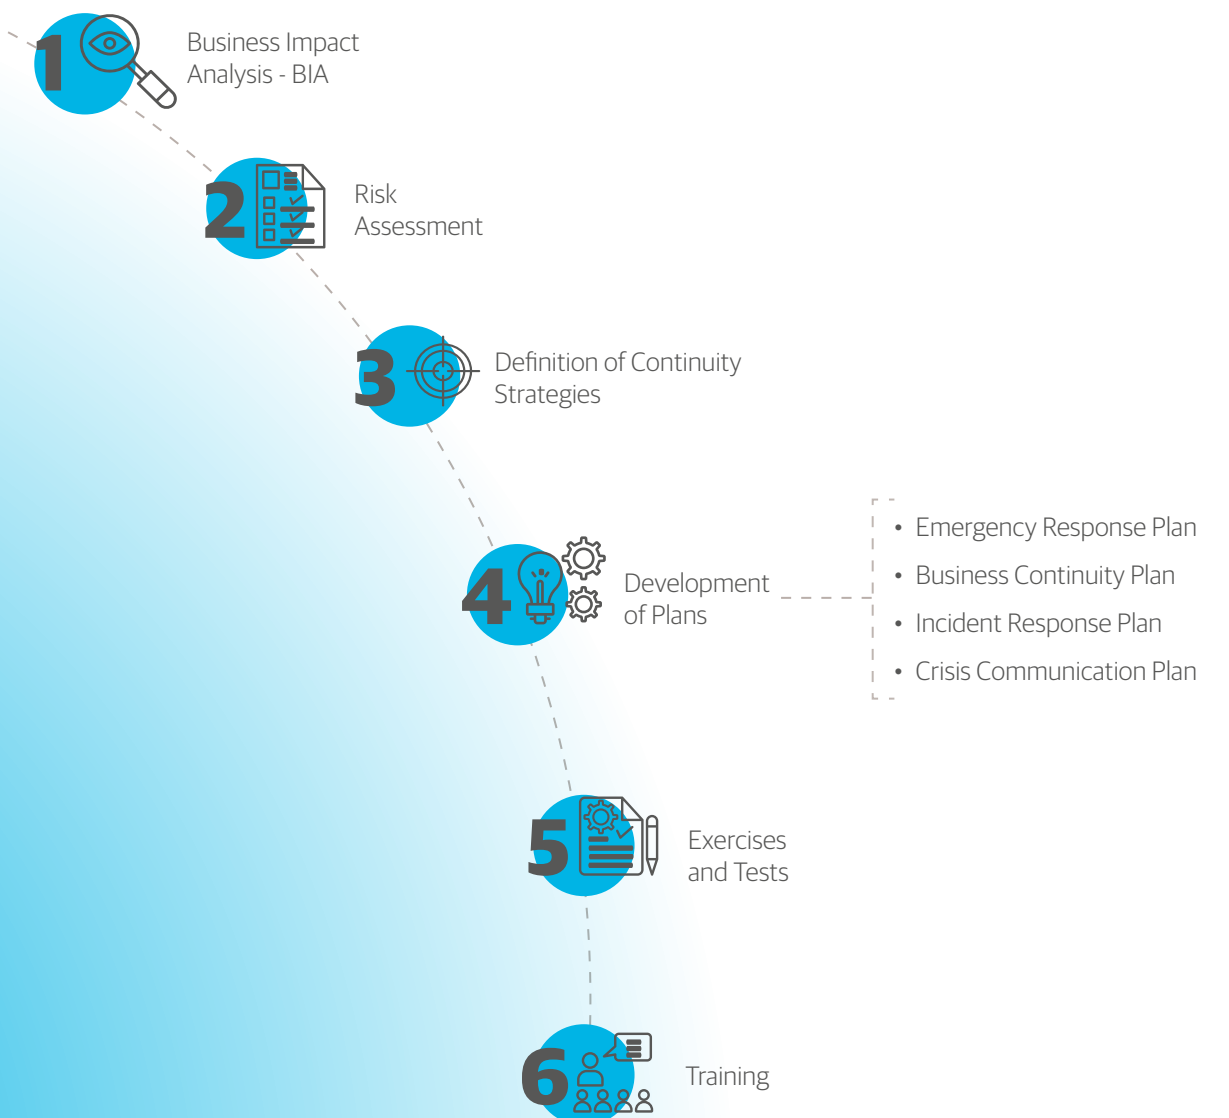 1
Business Impact
Analysis - BIA
2
Risk
Assessment
3
Definition of Continuity
Strategies
4
Development
of Plans
• Emergency Response Plan
• Business Continuity Plan
• Incident Response Plan
• Crisis Communication Plan
5
Exercises
and Tests
6
Training